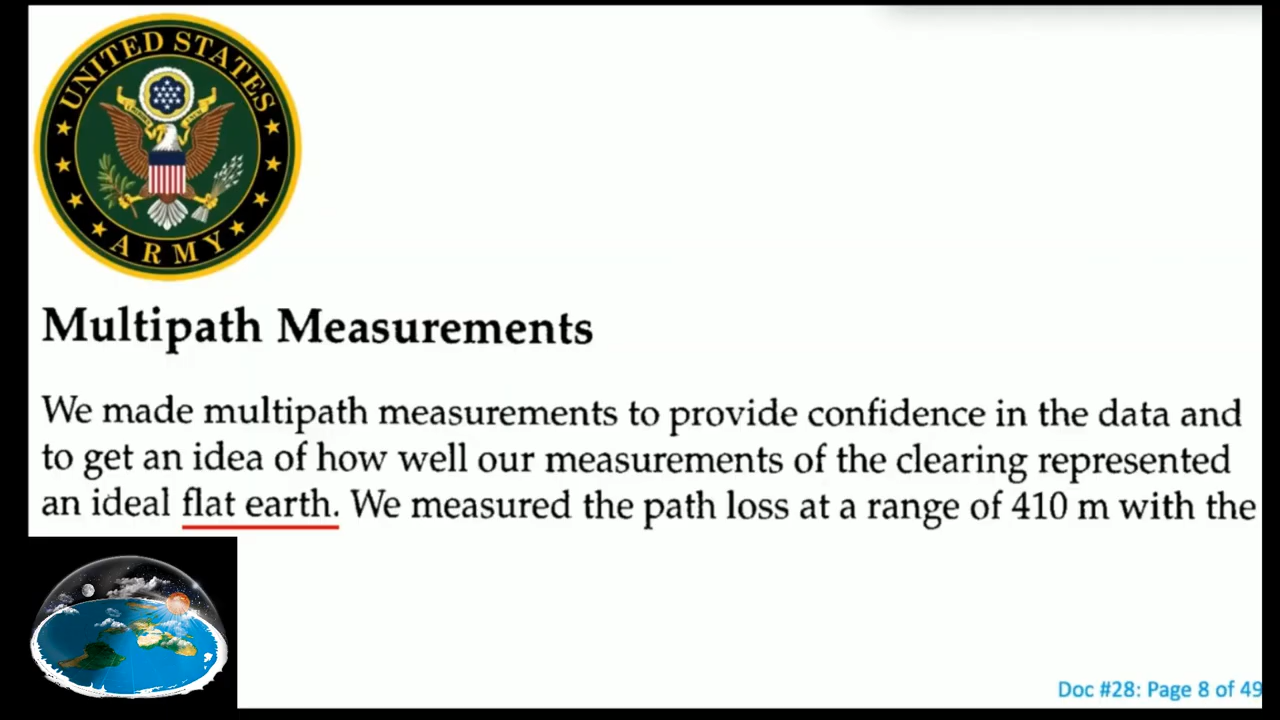 UNITED STATES
ARMY
Multipath Measurements
We made multipath measurements to provide confidence in the data and
to get an idea of how well our measurements of the clearing represented
an ideal flat earth. We measured the path loss at a range of 410 m with the
Doc #28: Page 8 of 49